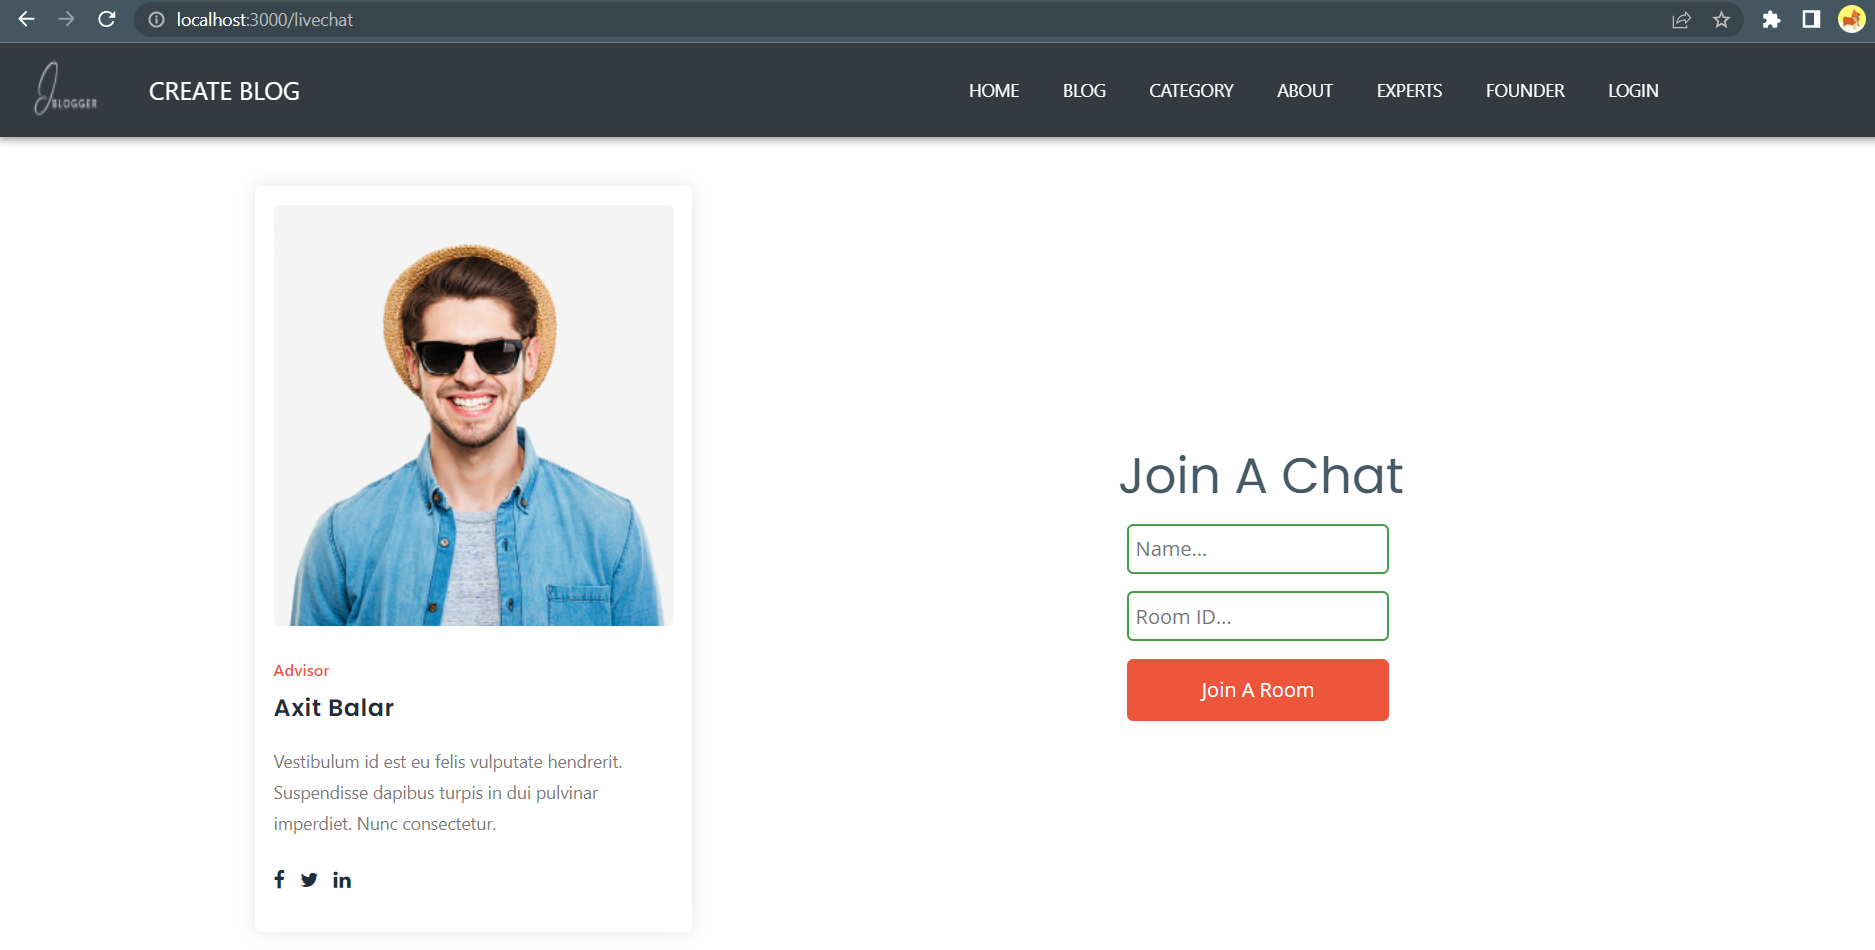 localhost:3000/livechat
BLOGGER
CREATE BLOG
HOME BLOG CATEGORY ABOUT EXPERTS FOUNDER LOGIN
Advisor
Axit Balar
Vestibulum id est eu felis vulputate hendrerit.
Suspendisse dapibus turpis in dui pulvinar
imperdiet. Nunc consectetur.
Join A Chat
Name...
Room ID...
Join A Room